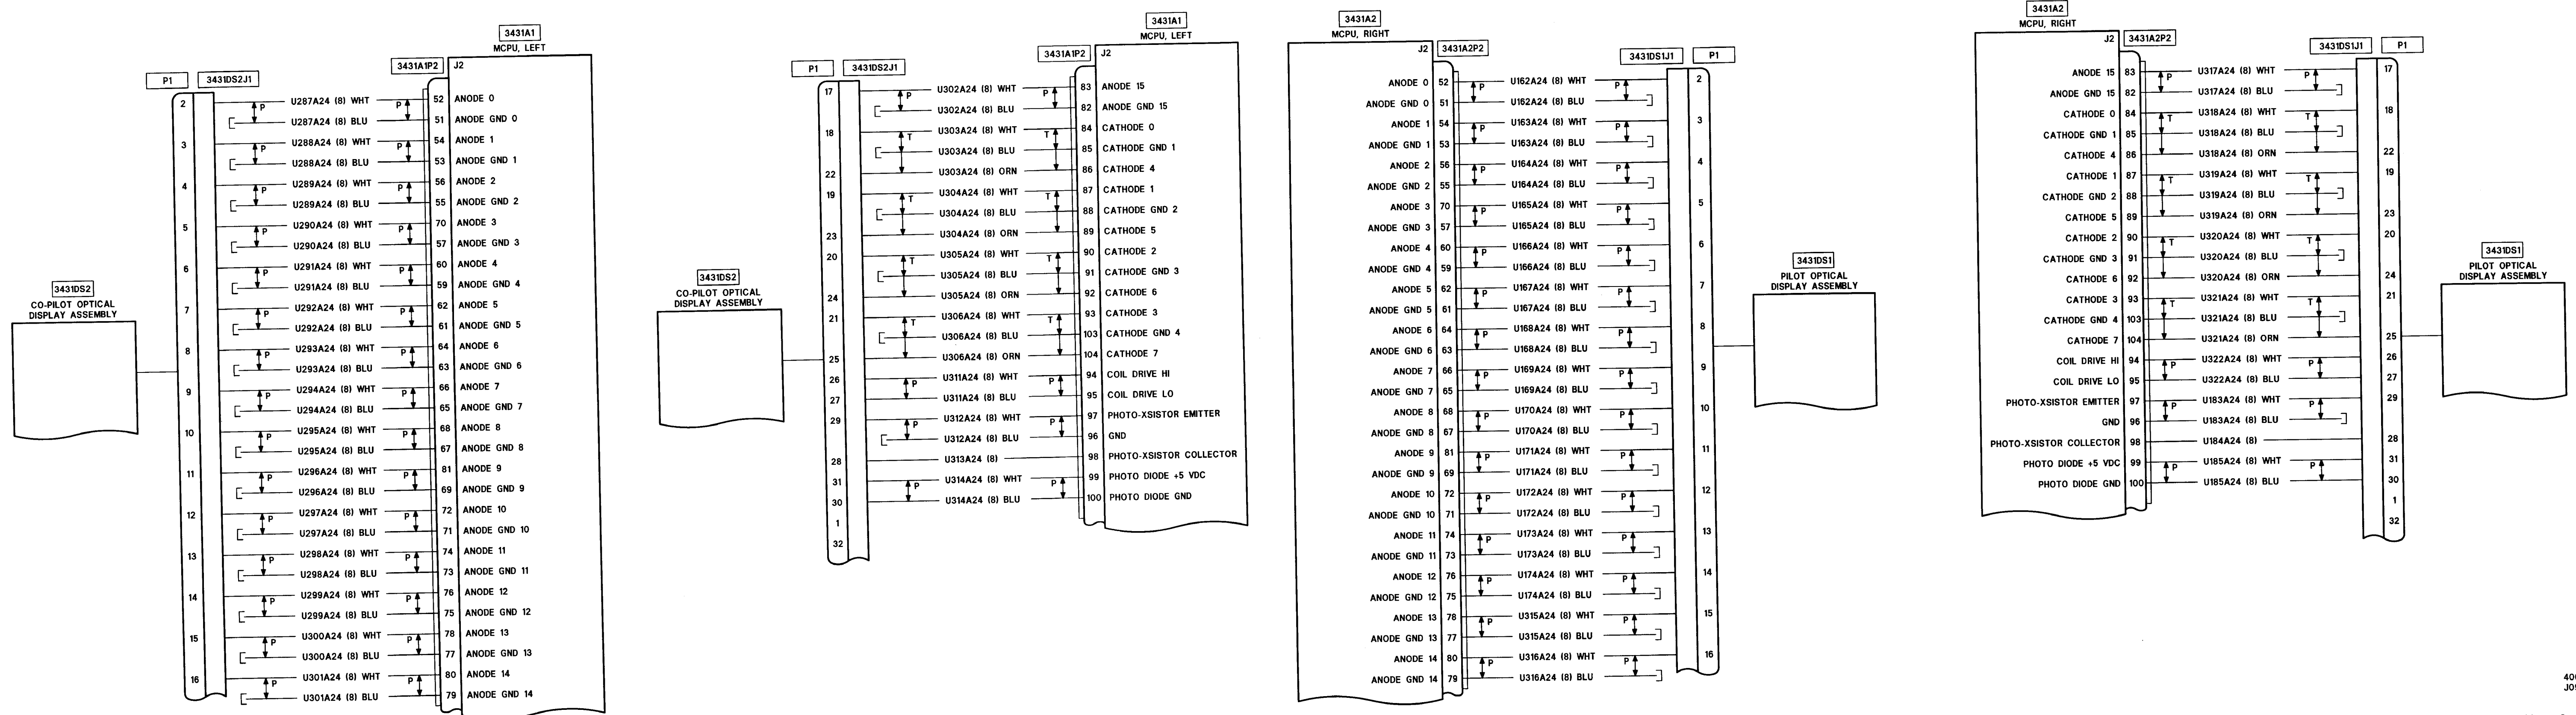 3431A1
MCPU, LEFT
P1
3431DS2J1
3431A1P2
J2
2 U287A24 (8) WHT 52 ANODE 0
P P
U287A24 (8) BLU 51 ANODE GND 0
3 U288A24 (8) WHT 54 ANODE 1
P P
U288A24 (8) BLU 53 ANODE GND 1
4 U289A24 (8) WHT 56 ANODE 2
P P
U289A24 (8) BLU 55 ANODE GND 2
5 U290A24 (8) WHT 70 ANODE 3
P P
U290A24 (8) BLU 57 ANODE GND 3
6 U291A24 (8) WHT 60 ANODE 4
P P
U291A24 (8) BLU 59 ANODE GND 4
7 U292A24 (8) WHT 62 ANODE 5
P P
U292A24 (8) BLU 61 ANODE GND 5
8 U293A24 (8) WHT 64 ANODE 6
P P
U293A24 (8) BLU 63 ANODE GND 6
9 U294A24 (8) WHT 66 ANODE 7
P P
U294A24 (8) BLU 65 ANODE GND 7
10 U295A24 (8) WHT 68 ANODE 8
P P
U295A24 (8) BLU 67 ANODE GND 8
11 U296A24 (8) WHT 81 ANODE 9
P P
U296A24 (8) BLU 69 ANODE GND 9
12 U297A24 (8) WHT 72 ANODE 10
P P
U297A24 (8) BLU 71 ANODE GND 10
13 U298A24 (8) WHT 74 ANODE 11
P P
U298A24 (8) BLU 73 ANODE GND 11
14 U299A24 (8) WHT 76 ANODE 12
P P
U299A24 (8) BLU 75 ANODE GND 12
15 U300A24 (8) WHT 78 ANODE 13
P P
U300A24 (8) BLU 77 ANODE GND 13
16 U301A24 (8) WHT 80 ANODE 14
P P
U301A24 (8) BLU 79 ANODE GND 14
3431DS2
CO-PILOT OPTICAL
DISPLAY ASSEMBLY
3431A1
MCPU, LEFT
P1
3431DS2J1
3431A1P2
J2
17 U302A24 (8) WHT 83 ANODE 15
P P
U302A24 (8) BLU 82 ANODE GND 15
18 U303A24 (8) WHT 84 CATHODE 0
T T
U303A24 (8) BLU 85 CATHODE GND 1
22 U303A24 (8) ORN 86 CATHODE 4
19 U304A24 (8) WHT 87 CATHODE 1
T T
U304A24 (8) BLU 88 CATHODE GND 2
23 U304A24 (8) ORN 89 CATHODE 5
20 U305A24 (8) WHT 90 CATHODE 2
T T
U305A24 (8) BLU 91 CATHODE GND 3
24 U305A24 (8) ORN 92 CATHODE 6
21 U306A24 (8) WHT 93 CATHODE 3
T T
U306A24 (8) BLU 103 CATHODE GND 4
25 U306A24 (8) ORN 104 CATHODE 7
26 U311A24 (8) WHT 94 COIL DRIVE HI
P P
27 U311A24 (8) BLU 95 COIL DRIVE LO
29 U312A24 (8) WHT 97 PHOTO-XSISTOR EMITTER
P P
U312A24 (8) BLU 96 GND
28 U313A24 (8) 98 PHOTO-XSISTOR COLLECTOR
31 U314A24 (8) WHT 99 PHOTO DIODE +5 VDC
P P
30 U314A24 (8) BLU 100 PHOTO DIODE GND
1
32
3431DS2
CO-PILOT OPTICAL
DISPLAY ASSEMBLY
3431A2
MCPU, RIGHT
J2
3431A2P2
3431DS1J1
P1
ANODE 0 52 U162A24 (8) WHT 2
P P
ANODE GND 0 51 U162A24 (8) BLU
ANODE 1 54 U163A24 (8) WHT 3
P P
ANODE GND 1 53 U163A24 (8) BLU
ANODE 2 56 U164A24 (8) WHT 4
P P
ANODE GND 2 55 U164A24 (8) BLU
ANODE 3 70 U165A24 (8) WHT 5
P P
ANODE GND 3 57 U165A24 (8) BLU
ANODE 4 60 U166A24 (8) WHT 6
P P
ANODE GND 4 59 U166A24 (8) BLU
ANODE 5 62 U167A24 (8) WHT 7
P P
ANODE GND 5 61 U167A24 (8) BLU
ANODE 6 64 U168A24 (8) WHT 8
P P
ANODE GND 6 63 U168A24 (8) BLU
ANODE 7 66 U169A24 (8) WHT 9
P P
ANODE GND 7 65 U169A24 (8) BLU
ANODE 8 68 U170A24 (8) WHT 10
P P
ANODE GND 8 67 U170A24 (8) BLU
ANODE 9 81 U171A24 (8) WHT 11
P P
ANODE GND 9 69 U171A24 (8) BLU
ANODE 10 72 U172A24 (8) WHT 12
P P
ANODE GND 10 71 U172A24 (8) BLU
ANODE 11 74 U173A24 (8) WHT 13
P P
ANODE GND 11 73 U173A24 (8) BLU
ANODE 12 76 U174A24 (8) WHT 14
P P
ANODE GND 12 75 U174A24 (8) BLU
ANODE 13 78 U315A24 (8) WHT 15
P P
ANODE GND 13 77 U315A24 (8) BLU
ANODE 14 80 U316A24 (8) WHT 16
P P
ANODE GND 14 79 U316A24 (8) BLU
3431DS1
PILOT OPTICAL
DISPLAY ASSEMBLY
3431A2
MCPU, RIGHT
J2
3431A2P2
3431DS1J1
P1
ANODE 15 83 U317A24 (8) WHT 17
P P
ANODE GND 15 82 U317A24 (8) BLU
CATHODE 0 84 U318A24 (8) WHT 18
T T
CATHODE GND 1 85 U318A24 (8) BLU
CATHODE 4 86 U318A24 (8) ORN 22
CATHODE 1 87 U319A24 (8) WHT 19
T T
CATHODE GND 2 88 U319A24 (8) BLU
CATHODE 5 89 U319A24 (8) ORN 23
CATHODE 2 90 U320A24 (8) WHT 20
T T
CATHODE GND 3 91 U320A24 (8) BLU
CATHODE 6 92 U320A24 (8) ORN 24
CATHODE 3 93 U321A24 (8) WHT 21
T T
CATHODE GND 4 103 U321A24 (8) BLU
CATHODE 7 104 U321A24 (8) ORN 25
COIL DRIVE HI 94 U322A24 (8) WHT 26
P P
COIL DRIVE LO 95 U322A24 (8) BLU 27
PHOTO-XSISTOR EMITTER 97 U183A24 (8) WHT 29
P P
GND 96 U183A24 (8) BLU
PHOTO-XSISTOR COLLECTOR 98 U184A24 (8) 28
PHOTO DIODE +5 VDC 99 U185A24 (8) WHT 31
P P
PHOTO DIODE GND 100 U185A24 (8) BLU 30
1
32
3431DS1
PILOT OPTICAL
DISPLAY ASSEMBLY